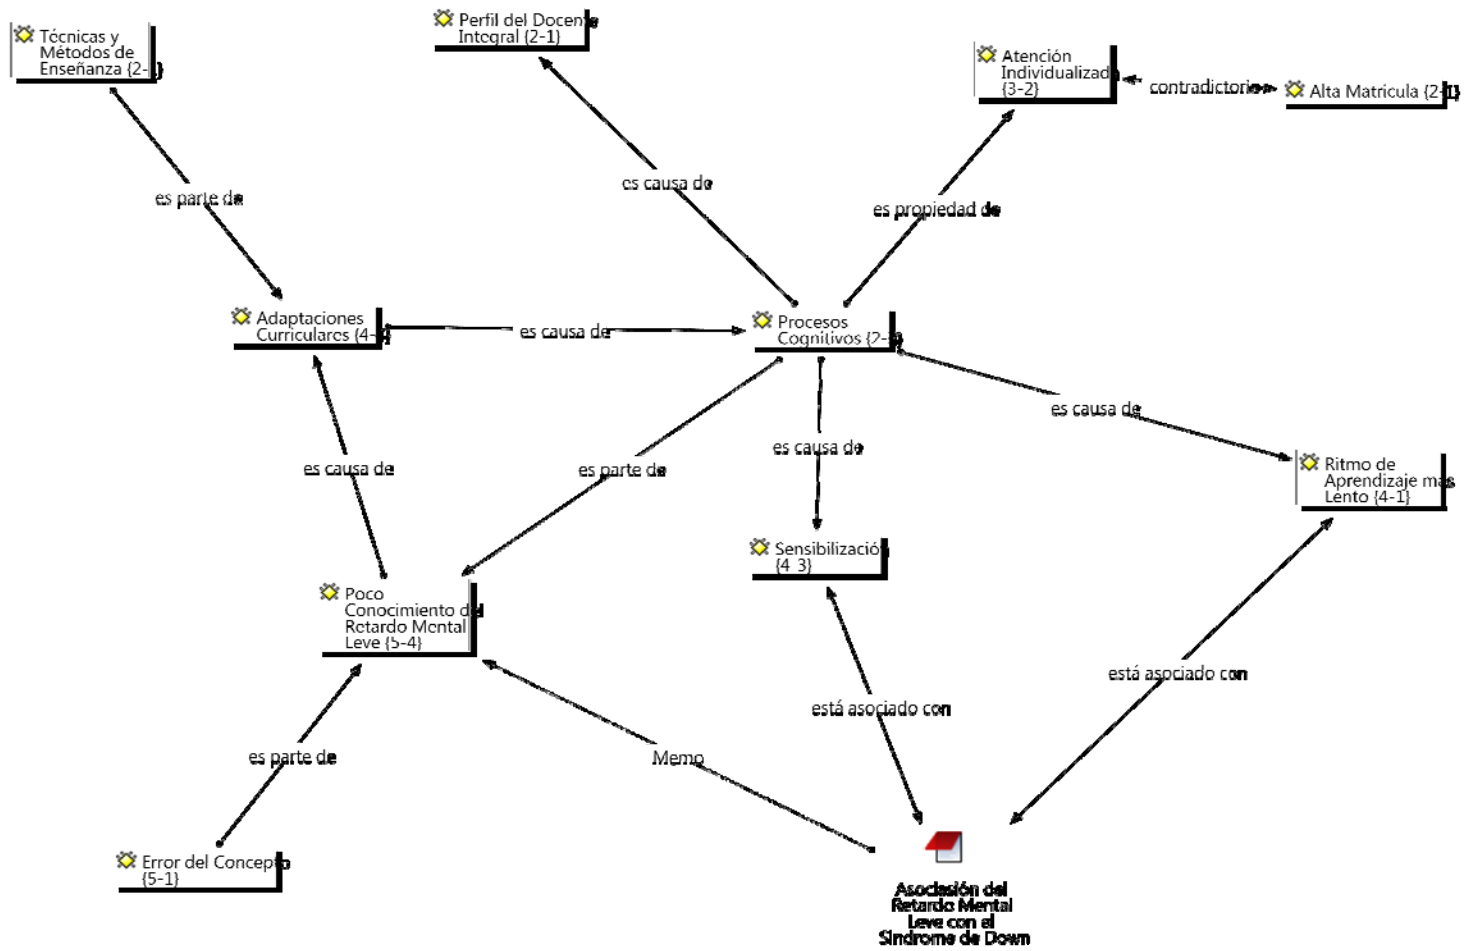 Técnicas y
Métodos de
Enseñanza {2-
Perfil del Docente
Integral {2-1}
Atención
Individualizada
{3-2}
contradictorio
Alta Matricula {2-1}
es parte de
es causa de
es propiedad de
Adaptaciones
Curriculares {4-
es causa de
Procesos
Cognitivos {2-
es causa de
es causa de
es parte de
es causa de
Ritmo de
Aprendizaje mas
Lento {4-1}
Sensibilización
{4-3}
Poco
Conocimiento del
Retardo Mental
Leve {5-4}
está asociado con
está asociado con
es parte de
Memo
Error del Concepto
{5-1}
Asociasión del
Retardo Mental
Leve con el
Sindrome de Down